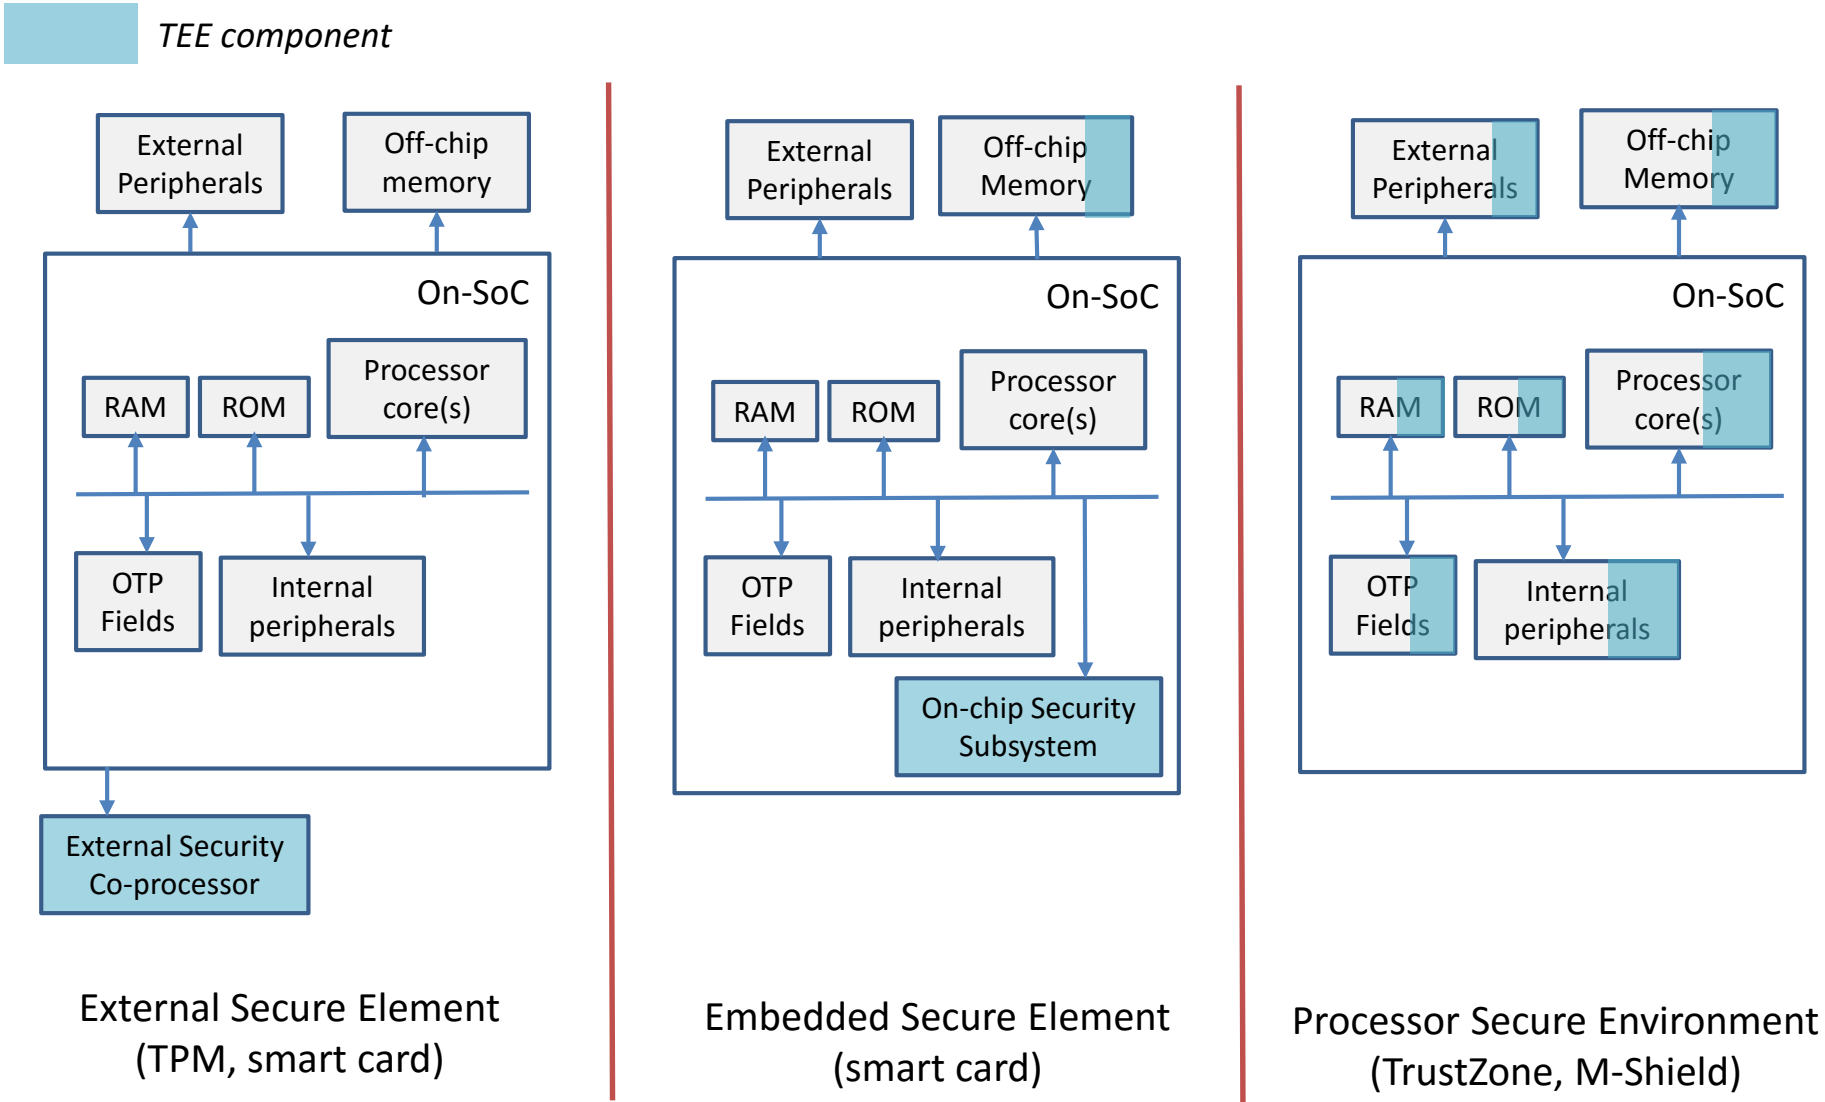 TEE component
External
Peripherals
Off-chip
memory
On-SoC
RAM
ROM
Processor
core(s)
OTP
Fields
Internal
peripherals
External Security
Co-processor
External Secure Element
(TPM, smart card)
External
Peripherals
Off-chip
Memory
On-SoC
RAM
ROM
Processor
core(s)
OTP
Fields
Internal
peripherals
On-chip Security
Subsystem
Embedded Secure Element
(smart card)
External
Peripherals
Off-chip
Memory
On-SoC
RAM
ROM
Processor
core(s)
OTP
Fields
Internal
peripherals
Processor Secure Environment
(TrustZone, M-Shield)